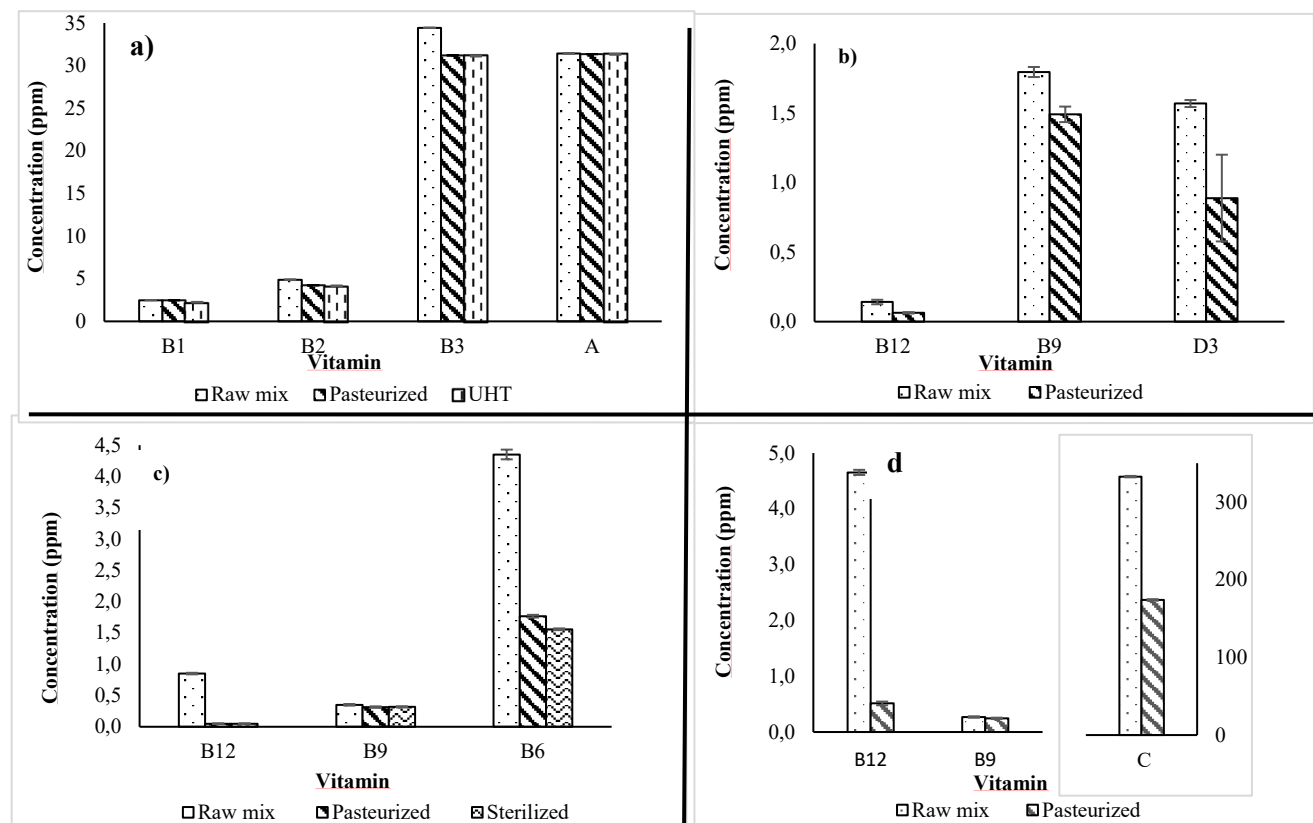 a)
Concentration (ppm)
35
30
25
20
15
10
5
0
B1 B2 B3 A
Vitamin
Raw mix Pasteurized UHT
b)
Concentration (ppm)
2,0
1,5
1,0
0,5
0,0
B12 B9 D3
Vitamin
Raw mix Pasteurized
c)
Concentration (ppm)
4,5
4,0
3,5
3,0
2,5
2,0
1,5
1,0
0,5
0,0
B12 B9 B6
Vitamin
Raw mix Pasteurized Sterilized
d
Concentration (ppm)
5,0
4,0
3,0
2,0
1,0
0,0
300
200
100
0
B12 B9 C
Vitamin
Raw mix Pasteurized